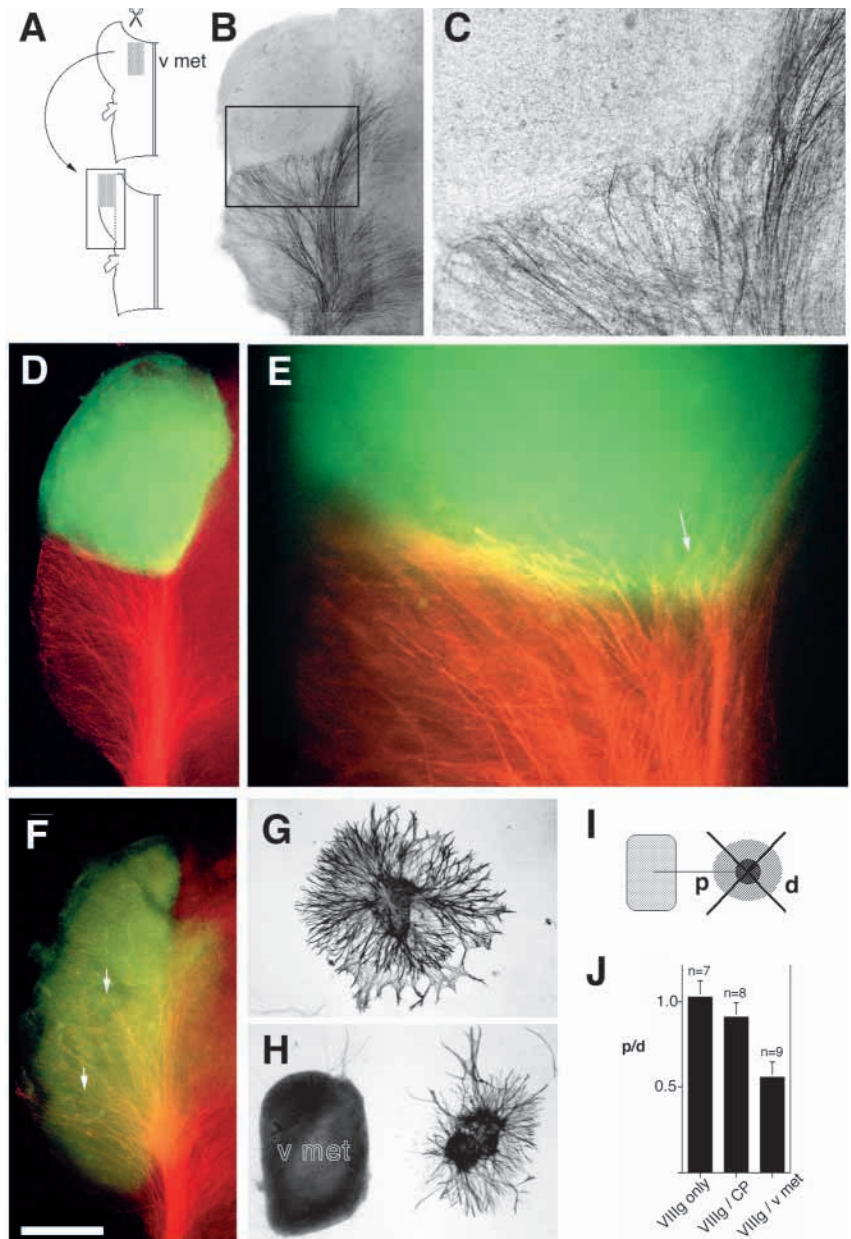 A
v met
B
C
D
E
F
G
H
v met
I
p
d
J
p/d
1.0
0.5
n=7
n=8
n=9
VIIIg only
VIIIg / CP
VIIIg / v met